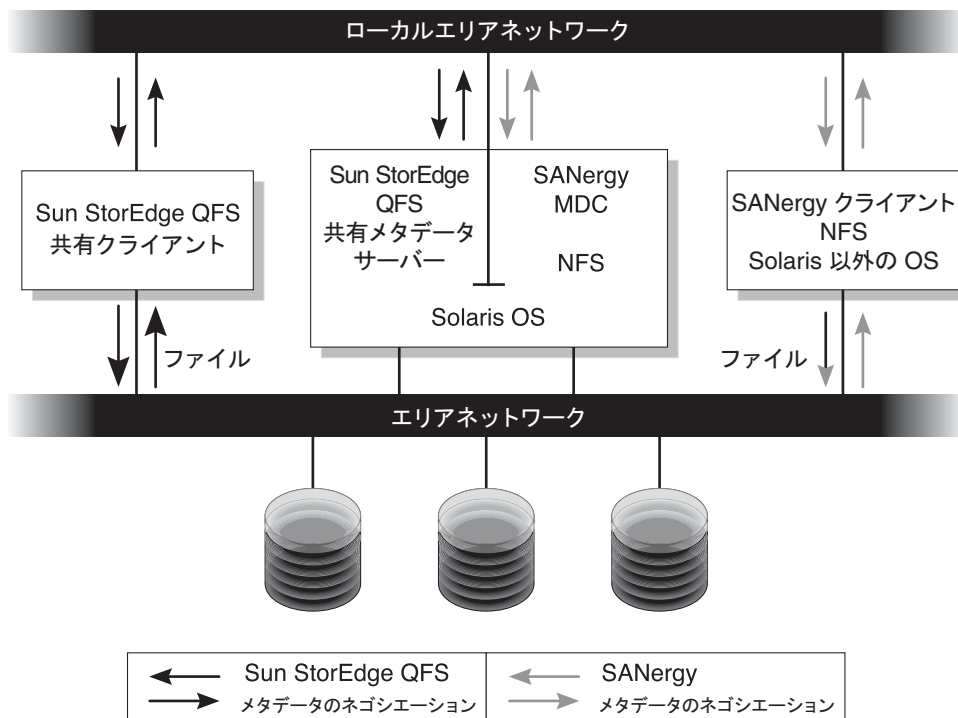 ローカルエリアネットワーク
Sun StorEdge QFS
共有クライアント
Sun StorEdge
QFS
共有メタデータ
サーバー
SANergy
MDC
NFS
Solaris OS
SANergy クライアント
NFS
Solaris 以外の OS
ファイル
ファイル
エリアネットワーク
Sun StorEdge QFS
メタデータのネゴシエーション
SANergy
メタデータのネゴシエーション